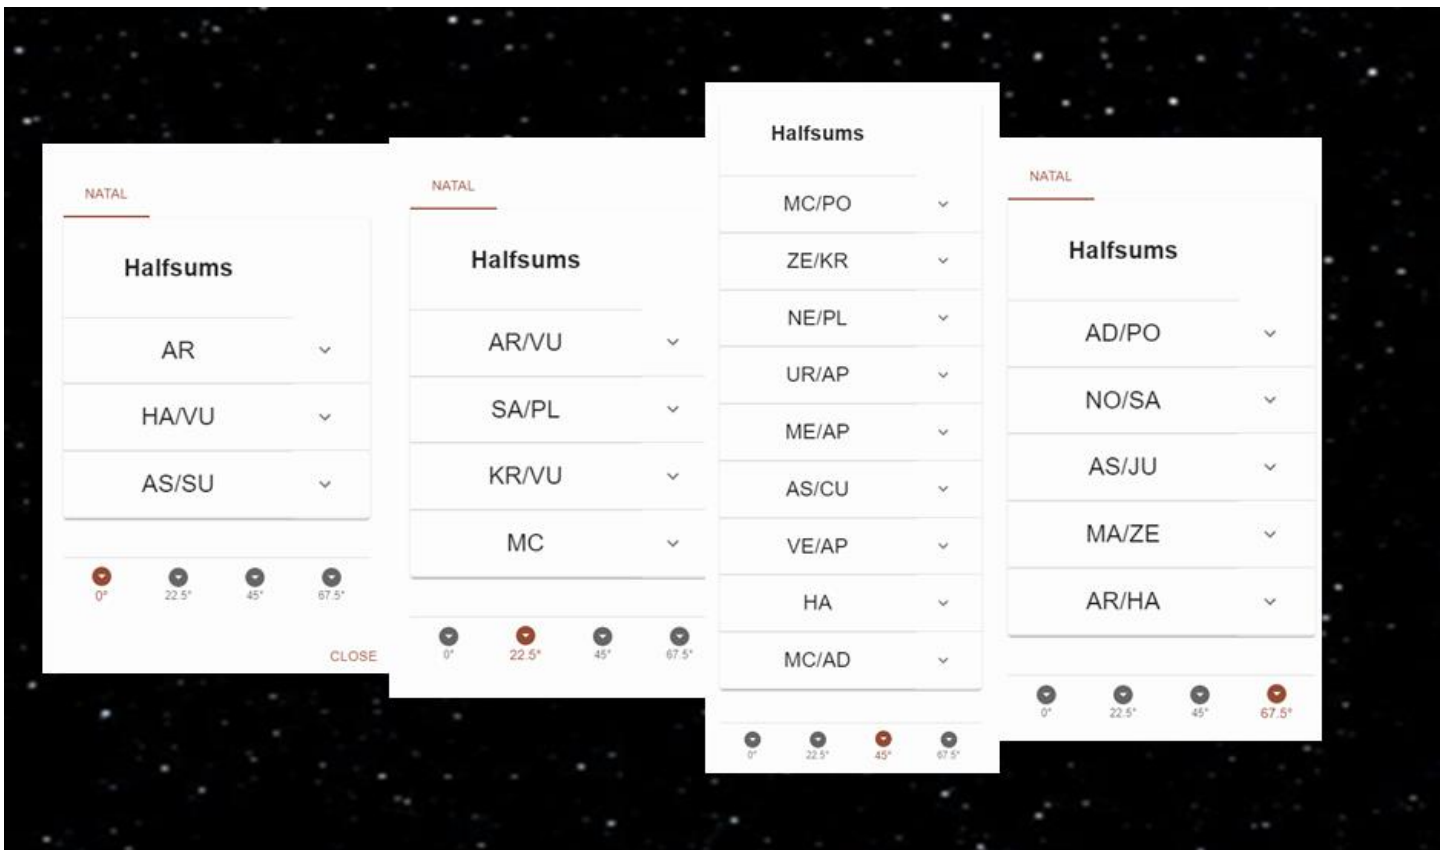 NATAL
Halfsums
AR
HA/VU
AS/SU
0° 22.5° 45° 67.5°
CLOSE
NATAL
Halfsums
AR/VU
SA/PL
KR/VU
MC
0° 22.5° 45° 67.5°
Halfsums
MC/PO
ZE/KR
NE/PL
UR/AP
ME/AP
AS/CU
VE/AP
HA
MC/AD
0° 22.5° 45° 67.5°
NATAL
Halfsums
AD/PO
NO/SA
AS/JU
MA/ZE
AR/HA
0° 22.5° 45° 67.5°